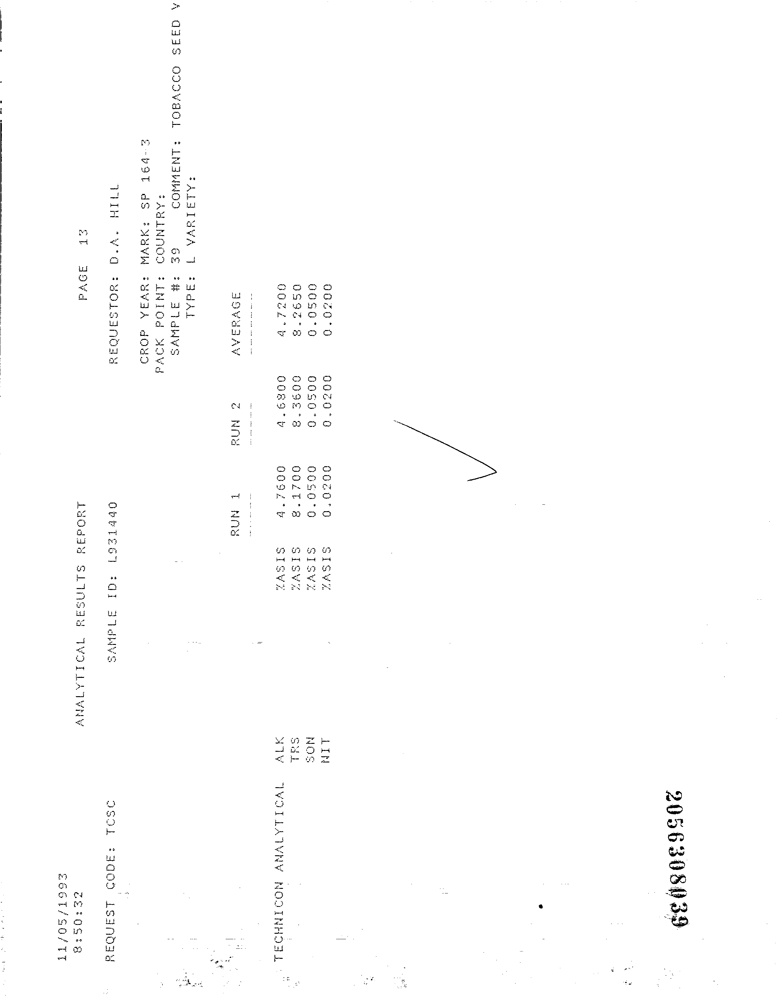 11/05/1993
8:50:32 ANALYTICAL RESULTS REPORT PAGE 13
REQUEST CODE: TCSC SAMPLE ID: L931440 REQUESTOR: D.A. HILL
CROP YEAR: MARK: SP 164-3
PACK POINT: COUNTRY:
SAMPLE #: 39 COMMENT: TOBACCO SEED V
TYPE: L VARIETY:
RUN 1 RUN 2 AVERAGE
TECHNICON ANALYTICAL ALK %ASIS 4.7600 4.6800 4.7200
TRS %ASIS 8.1700 8.3600 8.2650
SON %ASIS 0.0500 0.0500 0.0500
NIT %ASIS 0.0200 0.0200 0.0200
2056308039